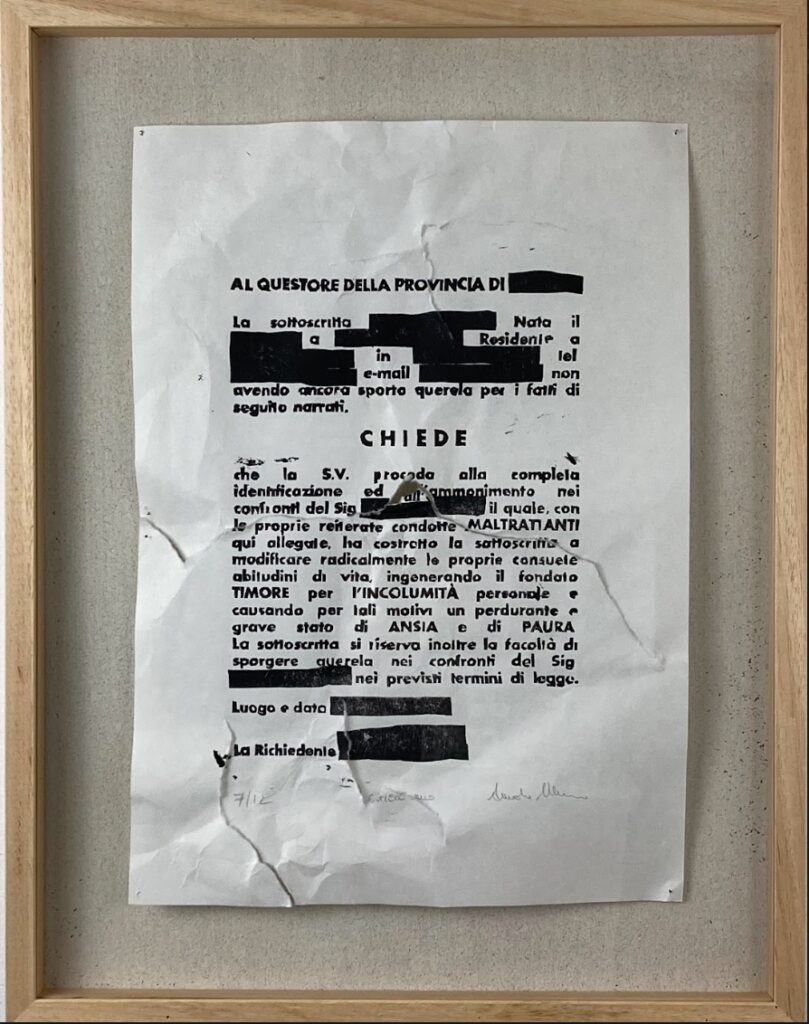 AL QUESTORE DELLA PROVINCIA DI
La sottoscritta Nata il
a Residente a
in tel
e-mail non
avendo ancora sporto querela per i fatti di
seguito narrati.
CHIEDE
che la S.V. proceda alla completa
identificazione ed all'ammonimento nei
confronti del Sig il quale, con
le proprie reiterate condotte MALTRATTANTI
qui allegate, ha costretto la sottoscritta a
modificare radicalmente le proprie consuete
abitudini di vita, ingenerando il fondato
TIMORE per l'INCOLUMITÀ personale e
causando per tali motivi un perdurante e
grave stato di ANSIA e di PAURA
La sottoscritta si riserva inoltre la facoltà di
sporgere querela nei confronti del Sig
nei previsti termini di legge.
Luogo e data
La Richiedente
7/12